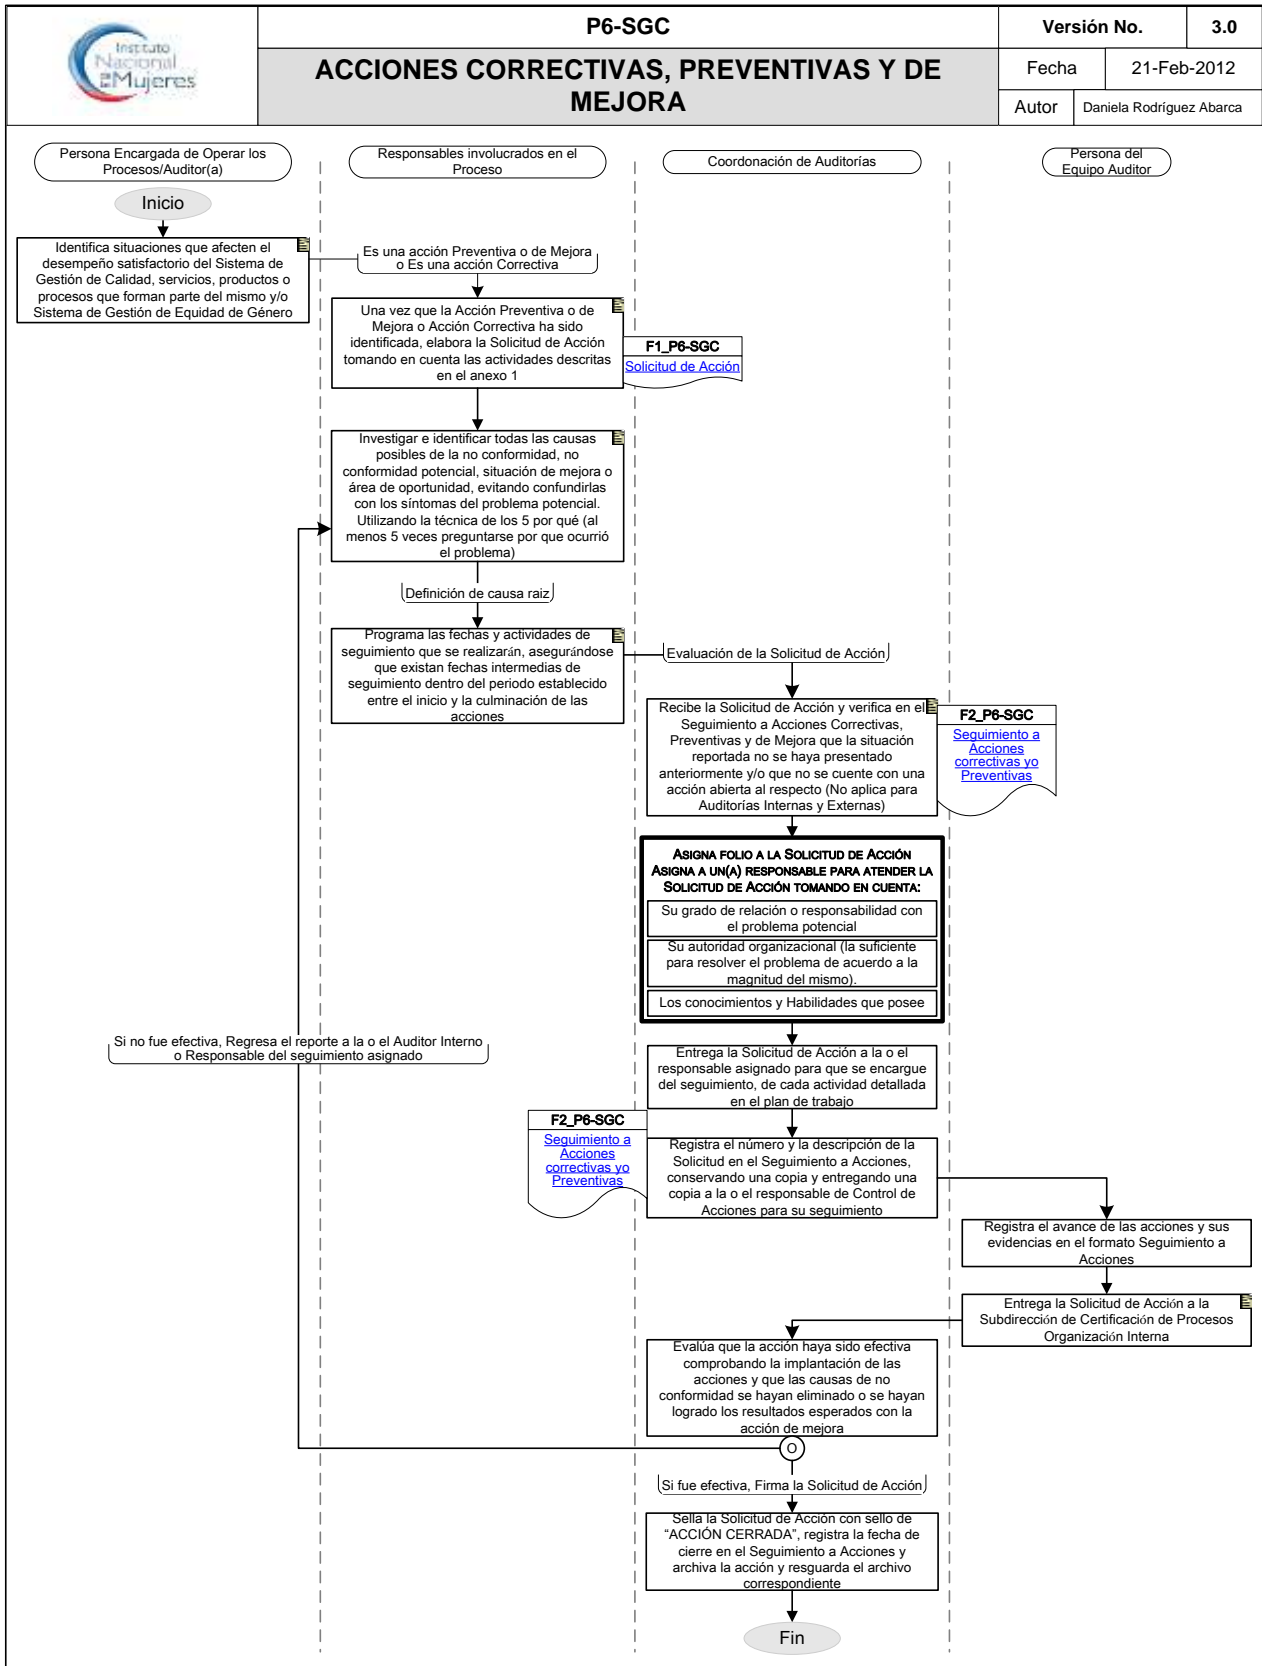 Instituto
Nacional
DE LAS Mujeres
P6-SGC
ACCIONES CORRECTIVAS, PREVENTIVAS Y DE
MEJORA
Versión No.
3.0
Fecha
21-Feb-2012
Autor
Daniela Rodríguez Abarca
Persona Encargada de Operar los
Procesos/Auditor(a)
Responsables involucrados en el
Proceso
Coordonación de Auditorías
Persona del
Equipo Auditor
Inicio
Identifica situaciones que afecten el
desempeño satisfactorio del Sistema de
Gestión de Calidad, servicios, productos o
procesos que forman parte del mismo y/o
Sistema de Gestión de Equidad de Género
Es una acción Preventiva o de Mejora
o Es una acción Correctiva
Una vez que la Acción Preventiva o de
Mejora o Acción Correctiva ha sido
identificada, elabora la Solicitud de Acción
tomando en cuenta las actividades descritas
en el anexo 1
F1_P6-SGC
Solicitud de Acción
Investigar e identificar todas las causas
posibles de la no conformidad, no
conformidad potencial, situación de mejora o
área de oportunidad, evitando confundirlas
con los síntomas del problema potencial.
Utilizando la técnica de los 5 por qué (al
menos 5 veces preguntarse por que ocurrió
el problema)
Definición de causa raiz
Programa las fechas y actividades de
seguimiento que se realizarán, asegurándose
que existan fechas intermedias de
seguimiento dentro del periodo establecido
entre el inicio y la culminación de las
acciones
Evaluación de la Solicitud de Acción
Recibe la Solicitud de Acción y verifica en el
Seguimiento a Acciones Correctivas,
Preventivas y de Mejora que la situación
reportada no se haya presentado
anteriormente y/o que no se cuente con una
acción abierta al respecto (No aplica para
Auditorías Internas y Externas)
F2_P6-SGC
Seguimiento a
Acciones
correctivas yo
Preventivas
ASIGNA FOLIO A LA SOLICITUD DE ACCIÓN
ASIGNA A UN(A) RESPONSABLE PARA ATENDER LA
SOLICITUD DE ACCIÓN TOMANDO EN CUENTA:
Su grado de relación o responsabilidad con
el problema potencial
Su autoridad organizacional (la suficiente
para resolver el problema de acuerdo a la
magnitud del mismo).
Los conocimientos y Habilidades que posee
Si no fue efectiva, Regresa el reporte a la o el Auditor Interno
o Responsable del seguimiento asignado
Entrega la Solicitud de Acción a la o el
responsable asignado para que se encargue
del seguimiento, de cada actividad detallada
en el plan de trabajo
F2_P6-SGC
Seguimiento a
Acciones
correctivas yo
Preventivas
Registra el número y la descripción de la
Solicitud en el Seguimiento a Acciones,
conservando una copia y entregando una
copia a la o el responsable de Control de
Acciones para su seguimiento
Registra el avance de las acciones y sus
evidencias en el formato Seguimiento a
Acciones
Entrega la Solicitud de Acción a la
Subdirección de Certificación de Procesos
Organización Interna
Evalúa que la acción haya sido efectiva
comprobando la implantación de las
acciones y que las causas de no
conformidad se hayan eliminado o se hayan
logrado los resultados esperados con la
acción de mejora
O
Si fue efectiva, Firma la Solicitud de Acción
Sella la Solicitud de Acción con sello de
“ACCIÓN CERRADA”, registra la fecha de
cierre en el Seguimiento a Acciones y
archiva la acción y resguarda el archivo
correspondiente
Fin